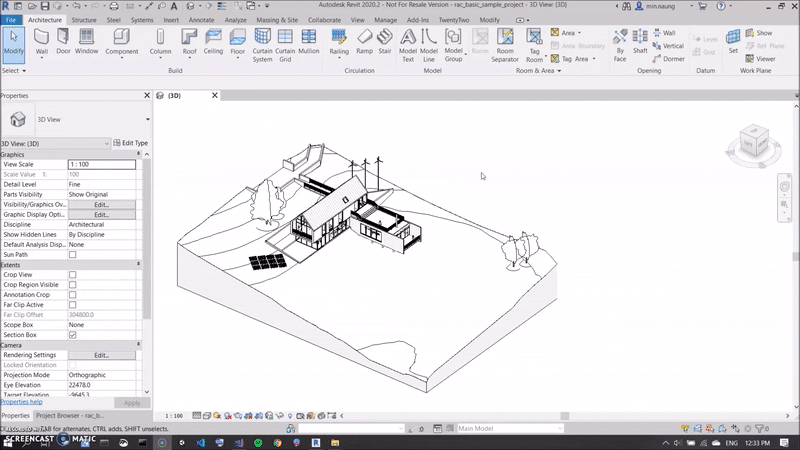 Autodesk Revit 2020.2 - Not For Resale Version - rac_basic_sample_project - 3D View: {3D}
min.naung
File Architecture Structure Steel Systems Insert Annotate Analyze Massing & Site Collaborate View Manage Add-Ins TwentyTwo Modify
Modify Wall Door Window Component Column Roof Ceiling Floor Curtain System Curtain Grid Mullion Railing Ramp Stair Model Text Model Line Model Group Room Room Separator Tag Room
Area
Area Boundary
Tag Area
By Face Shaft Wall
Vertical
Dormer
Level
Grid
Set Show
Ref Plane
Viewer
Select Build Circulation Model Room & Area Opening Datum Work Plane
Properties
{3D}
3D View
3D View: {3D} Edit Type
Graphics
View Scale 1 : 100
Scale Value 1: 100
Detail Level Fine
Parts Visibility Show Original
Visibility/Graphics Ov... Edit...
Graphic Display Opti... Edit...
Discipline Architectural
Show Hidden Lines By Discipline
Default Analysis Disp... None
Sun Path
Extents
Crop View
Crop Region Visible
Annotation Crop
Far Clip Active
Far Clip Offset 304800.0
Scope Box None
Section Box
Camera
Rendering Settings Edit...
Locked Orientation
Projection Mode Orthographic
Eye Elevation 22478.0
Target Elevation -9645.3
Properties help Apply
Properties Project Browser - rac_b...
1 : 100
TAB for alternates, CTRL adds, SHIFT unselects.
:0
Main Model
:0
SCREENCAST MATIC
ENG 12:33 PM